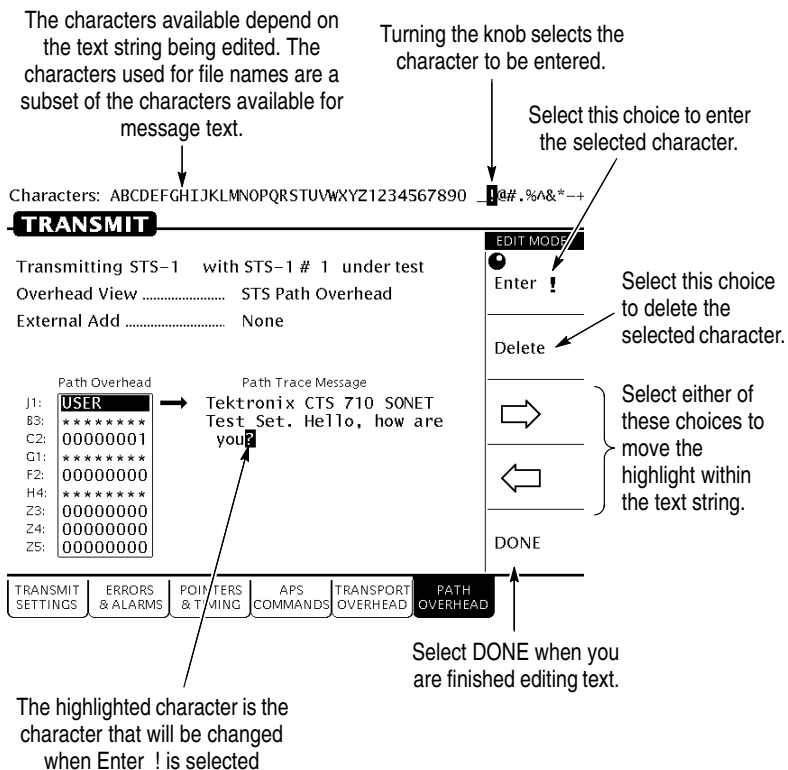 The characters available depend on
the text string being edited. The
characters used for file names are a
subset of the characters available for
message text.
Turning the knob selects the
character to be entered.
Select this choice to enter
the selected character.
Characters: ABCDEFGHIJKLMNOPQRSTUVWXYZ1234567890 _!@#.%^&*-+
TRANSMIT
Transmitting STS-1 with STS-1 # 1 under test
Overhead View ...................... STS Path Overhead
External Add .......................... None
EDIT MODE
Enter !
Delete
DONE
Select this choice
to delete the
selected character.
Select either of
these choices to
move the
highlight within
the text string.
Path Overhead
J1: USER
B3: ********
C2: 00000001
G1: ********
F2: 00000000
H4: ********
Z3: 00000000
Z4: 00000000
Z5: 00000000
Path Trace Message
Tektronix CTS 710 SONET
Test Set. Hello, how are
you?
TRANSMIT SETTINGS
ERRORS & ALARMS
POINTERS & TIMING
APS COMMANDS
TRANSPORT OVERHEAD
PATH OVERHEAD
Select DONE when you
are finished editing text.
The highlighted character is the
character that will be changed
when Enter ! is selected